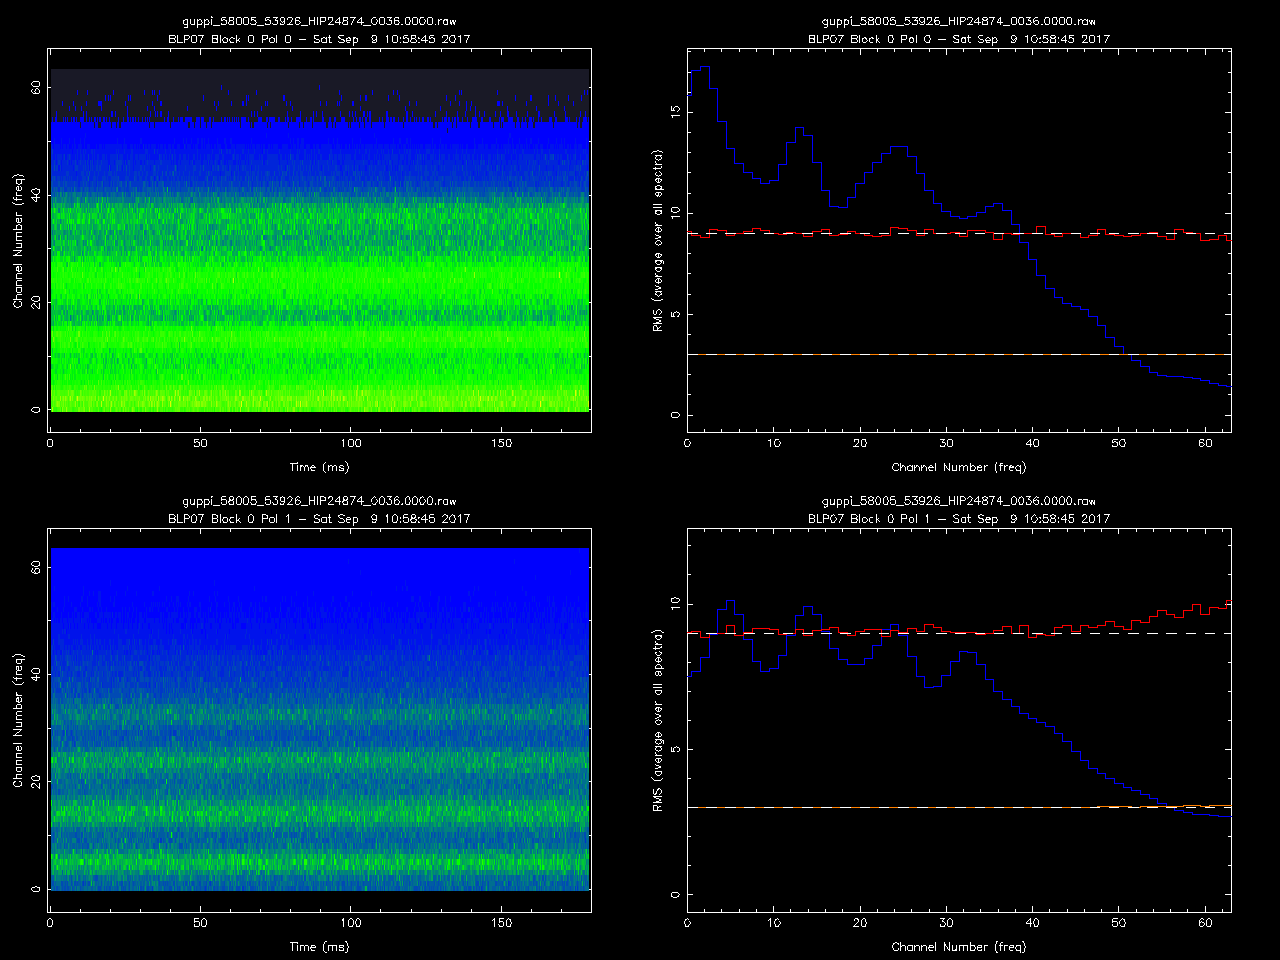 guppi_58005_53926_HIP24874_0036.0000.raw
BLP07 Block 0 Pol 0 - Sat Sep 9 10:58:45 2017
Channel Number (freq)
0 20 40 60
0 50 100 150
Time (ms)
guppi_58005_53926_HIP24874_0036.0000.raw
BLP07 Block 0 Pol 0 - Sat Sep 9 10:58:45 2017
RMS (average over all spectra)
0 5 10 15
0 10 20 30 40 50 60
Channel Number (freq)
guppi_58005_53926_HIP24874_0036.0000.raw
BLP07 Block 0 Pol 1 - Sat Sep 9 10:58:45 2017
Channel Number (freq)
0 20 40 60
0 50 100 150
Time (ms)
guppi_58005_53926_HIP24874_0036.0000.raw
BLP07 Block 0 Pol 1 - Sat Sep 9 10:58:45 2017
RMS (average over all spectra)
0 5 10
0 10 20 30 40 50 60
Channel Number (freq)